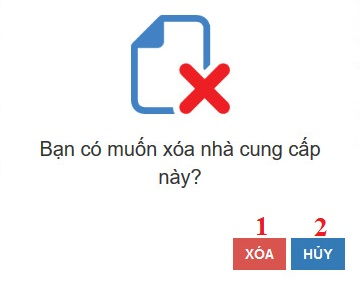 Bạn có muốn xóa nhà cung cấp
này?
1 2
XÓA HỦY